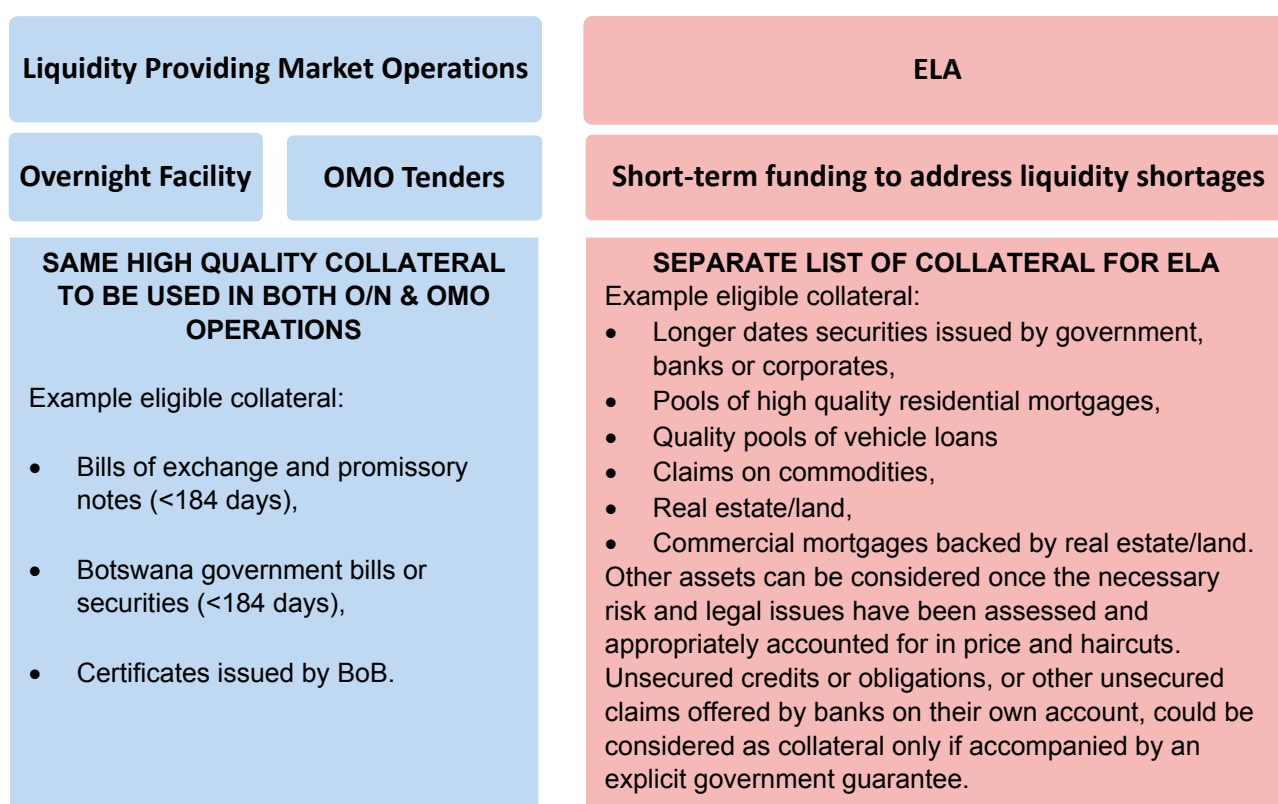 Liquidity Providing Market Operations
ELA
Overnight Facility
OMO Tenders
Short-term funding to address liquidity shortages
SAME HIGH QUALITY COLLATERAL
TO BE USED IN BOTH O/N & OMO
OPERATIONS
Example eligible collateral:
• Bills of exchange and promissory
notes (<184 days),
• Botswana government bills or
securities (<184 days),
• Certificates issued by BoB.
SEPARATE LIST OF COLLATERAL FOR ELA
Example eligible collateral:
• Longer dates securities issued by government,
banks or corporates,
• Pools of high quality residential mortgages,
• Quality pools of vehicle loans
• Claims on commodities,
• Real estate/land,
• Commercial mortgages backed by real estate/land.
Other assets can be considered once the necessary
risk and legal issues have been assessed and
appropriately accounted for in price and haircuts.
Unsecured credits or obligations, or other unsecured
claims offered by banks on their own account, could be
considered as collateral only if accompanied by an
explicit government guarantee.